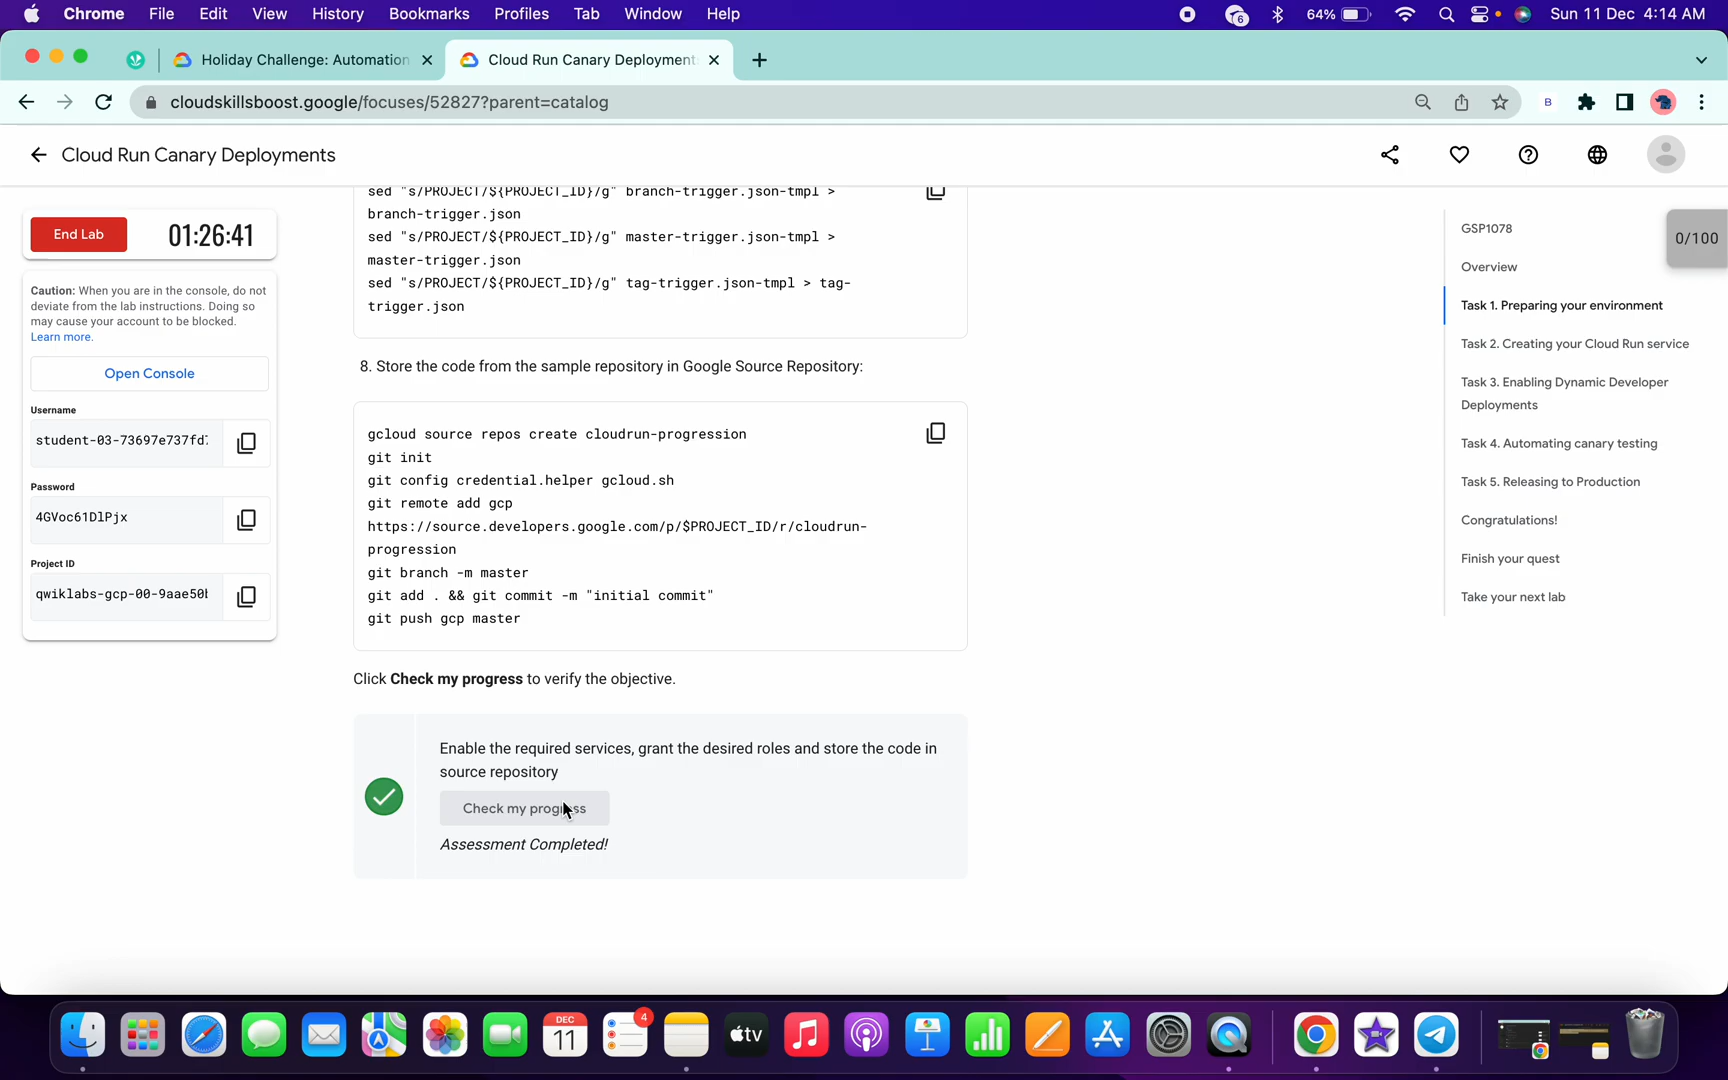 Chrome File Edit View History Bookmarks Profiles Tab Window Help
6
64%
Sun 11 Dec 4:14 AM
Holiday Challenge: Automation
Cloud Run Canary Deployment
cloudskillsboost.google/focuses/52827?parent=catalog
B
Cloud Run Canary Deployments
End Lab
01:26:41
Caution: When you are in the console, do not
deviate from the lab instructions. Doing so
may cause your account to be blocked.
Learn more.
Open Console
Username
student-03-73697e737fd
Password
4GVoc61DlPjx
Project ID
qwiklabs-gcp-00-9aae50
sed "s/PROJECT/${PROJECT_ID}/g" branch-trigger.json-tmpl >
branch-trigger.json
sed "s/PROJECT/${PROJECT_ID}/g" master-trigger.json-tmpl >
master-trigger.json
sed "s/PROJECT/${PROJECT_ID}/g" tag-trigger.json-tmpl > tag-
trigger.json
8. Store the code from the sample repository in Google Source Repository:
gcloud source repos create cloudrun-progression
git init
git config credential.helper gcloud.sh
git remote add gcp
https://source.developers.google.com/p/$PROJECT_ID/r/cloudrun-
progression
git branch -m master
git add . && git commit -m "initial commit"
git push gcp master
Click Check my progress to verify the objective.
Enable the required services, grant the desired roles and store the code in
source repository
Check my progress
Assessment Completed!
GSP1078
0/100
Overview
Task 1. Preparing your environment
Task 2. Creating your Cloud Run service
Task 3. Enabling Dynamic Developer
Deployments
Task 4. Automating canary testing
Task 5. Releasing to Production
Congratulations!
Finish your quest
Take your next lab
DEC
11
4
tv